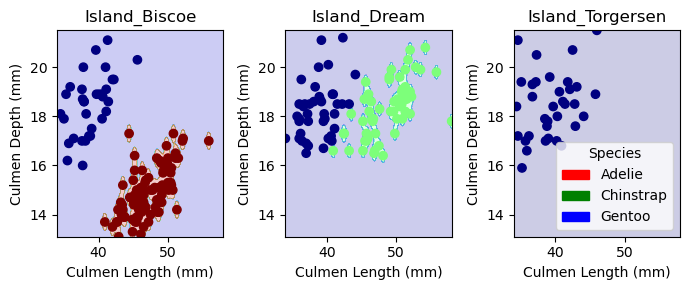 Island_Biscoe
Island_Dream
Island_Torgersen
Culmen Depth (mm)
20
18
16
14
40
50
Culmen Length (mm)
Culmen Depth (mm)
20
18
16
14
40
50
Culmen Length (mm)
Culmen Depth (mm)
20
18
16
14
40
50
Culmen Length (mm)
Species
Adelie
Chinstrap
Gentoo